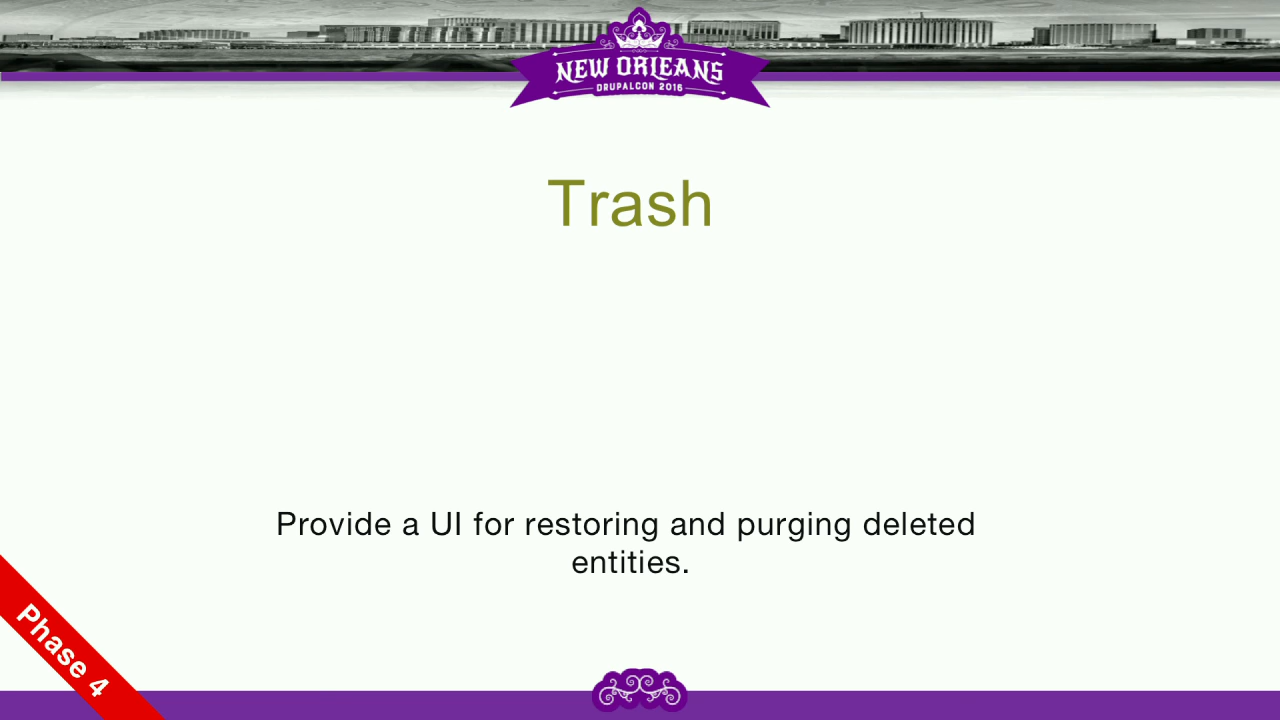 NEW ORLEANS
DRUPALCON 2016
Trash
Provide a UI for restoring and purging deleted
entities.
Phase 4